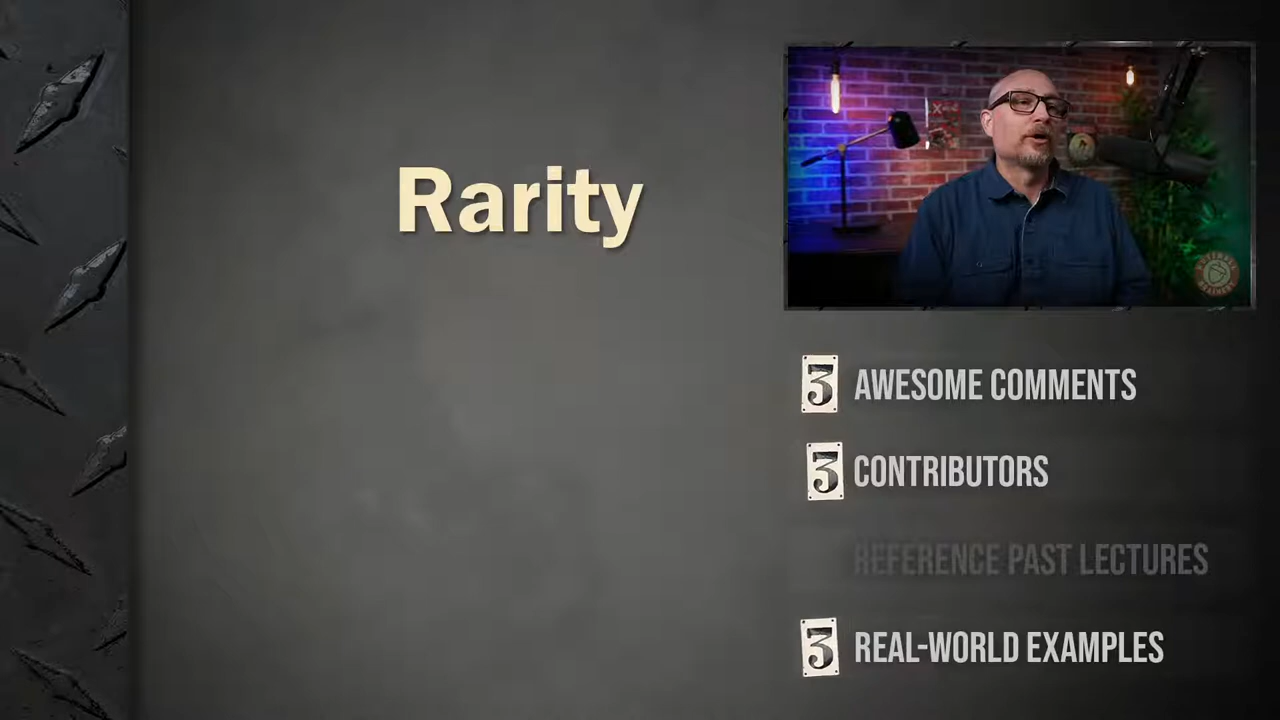 Rarity
3 AWESOME COMMENTS
3 CONTRIBUTORS
REFERENCE PAST LECTURES
3 REAL-WORLD EXAMPLES